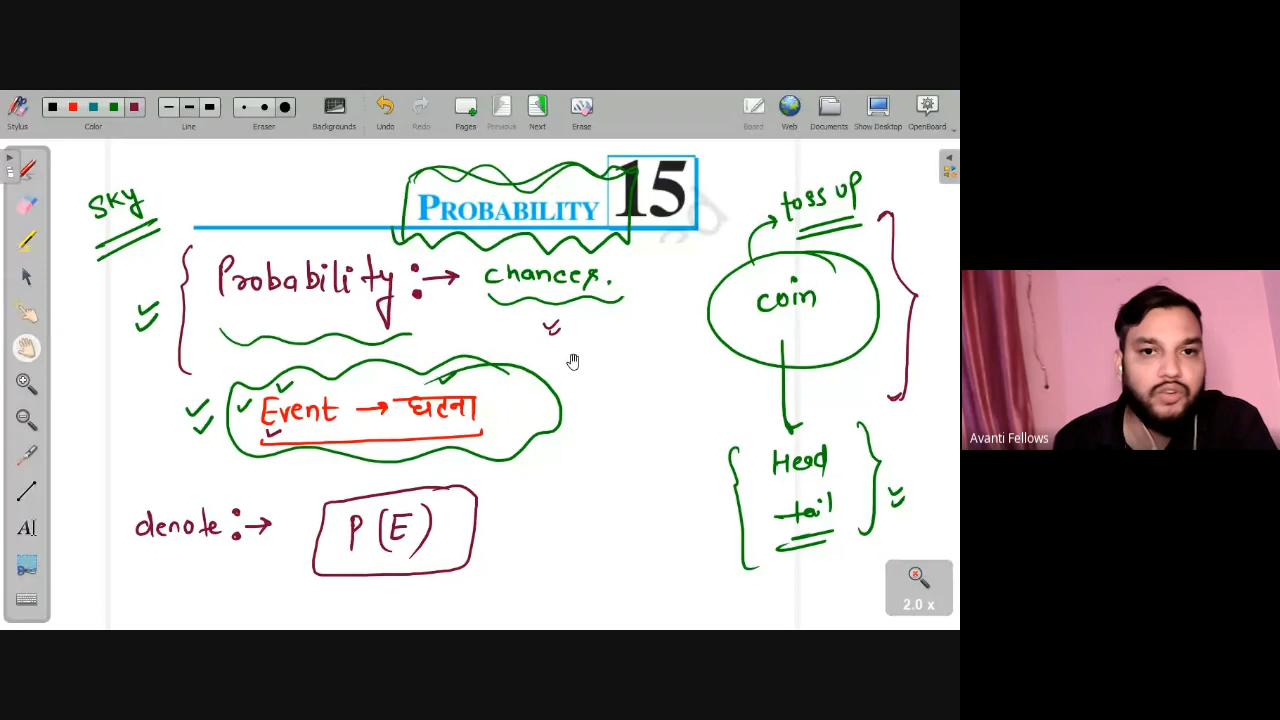 Stylus
Color
Line
Eraser
Backgrounds
Undo
Redo
Pages
Previous
Next
Erase
Board
Web
Documents
Show Desktop
OpenBoard
Sky
PROBABILITY 15
toss up
Probability :→ chances.
coin
Event → घटना
Head
tail
denote :→ P(E)
Avanti Fellows
2.0 x